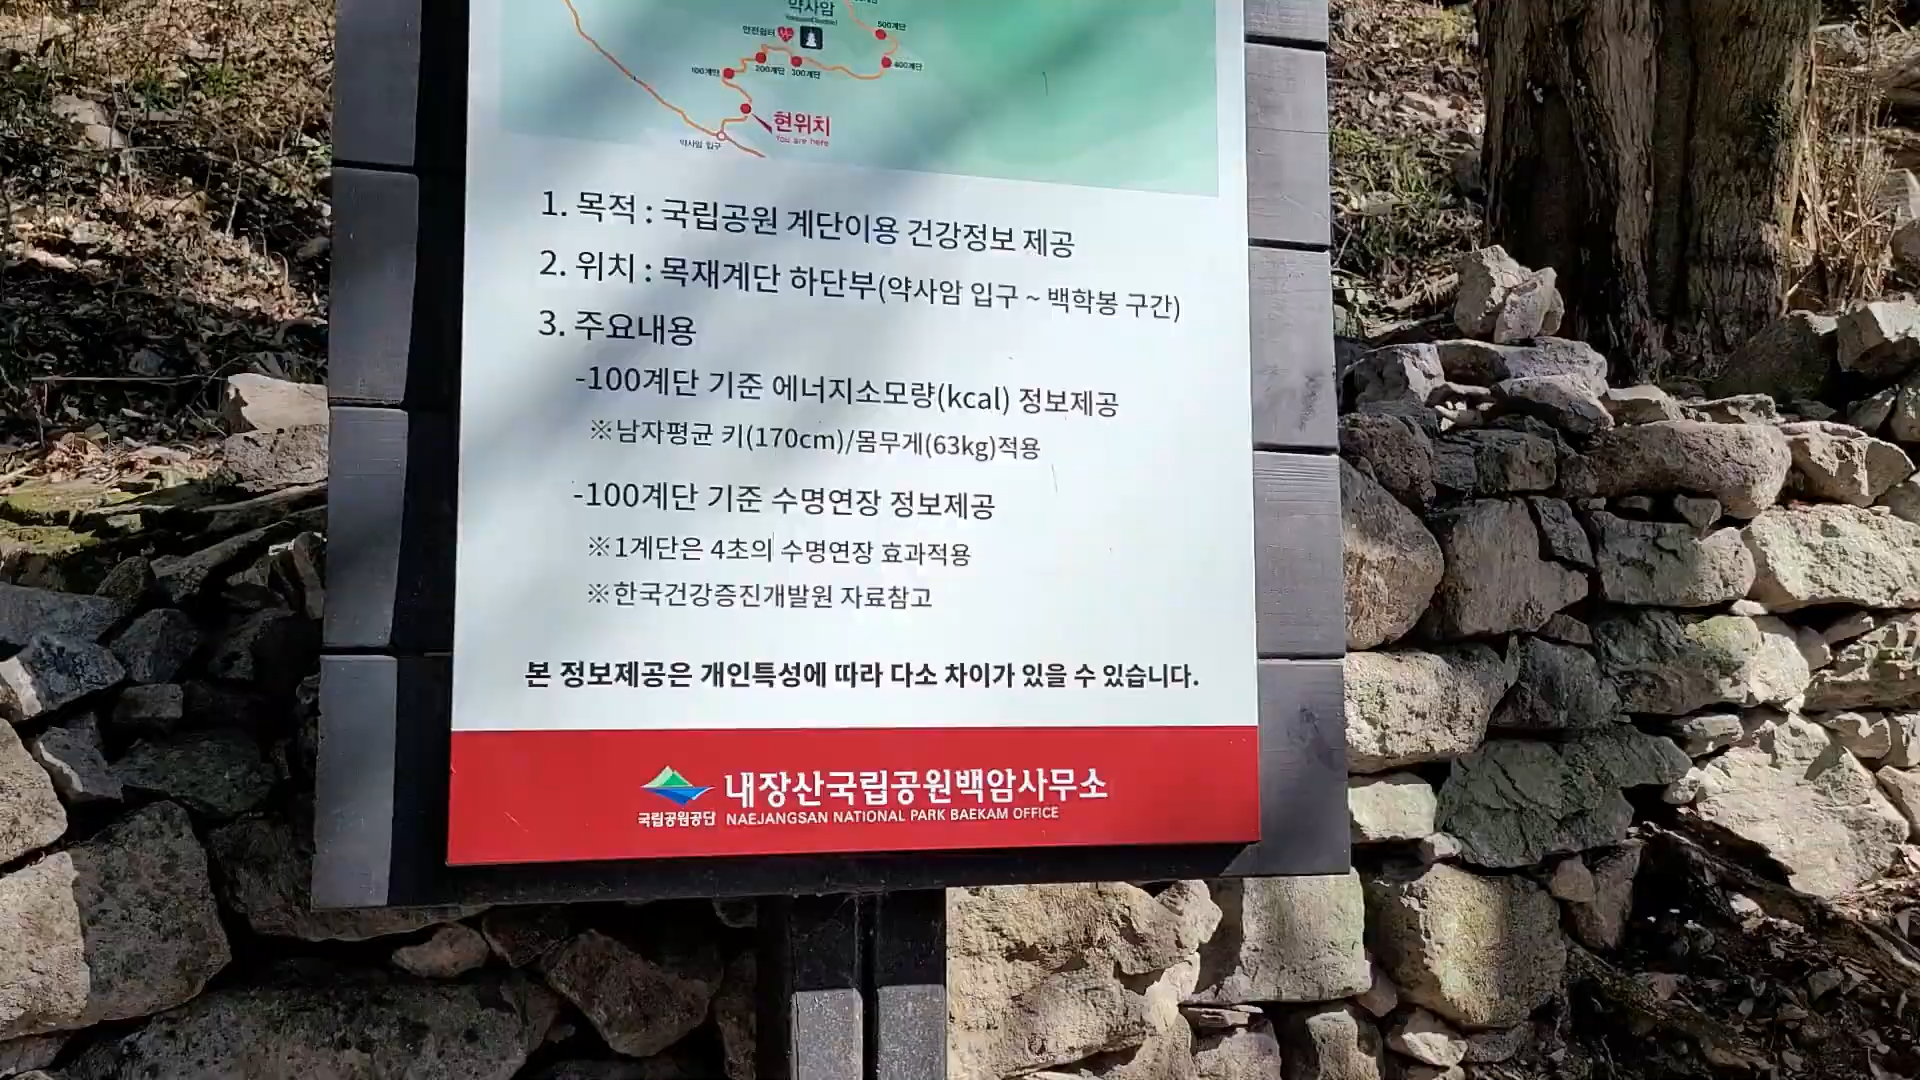 약사암
500계단
안전쉼터
400계단
100계단
200계단
300계단
현위치
You are here
약사암 입구
1. 목적 : 국립공원 계단이용 건강정보 제공
2. 위치 : 목재계단 하단부(약사암 입구 ~ 백학봉 구간)
3. 주요내용
-100계단 기준 에너지소모량(kcal) 정보제공
※남자평균 키(170cm)/몸무게(63kg)적용
-100계단 기준 수명연장 정보제공
※1계단은 4초의 수명연장 효과적용
※한국건강증진개발원 자료참고
본 정보제공은 개인특성에 따라 다소 차이가 있을 수 있습니다.
내장산국립공원백암사무소
국립공원공단 NAEJANGSAN NATIONAL PARK BAEKAM OFFICE